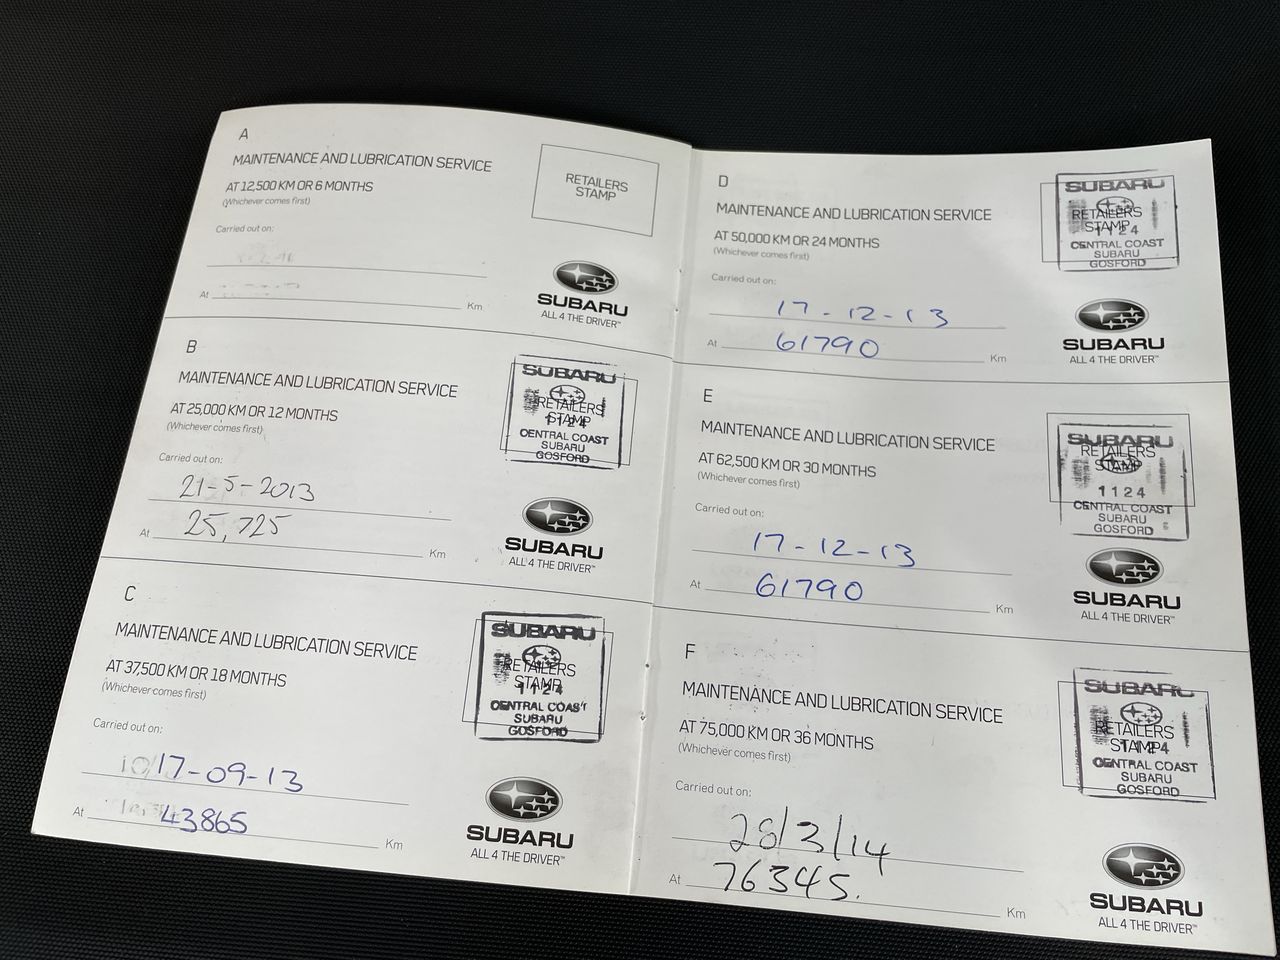 A
MAINTENANCE AND LUBRICATION SERVICE
AT 12,500 KM OR 6 MONTHS
(Whichever comes first)
Carried out on:
At Km
RETAILERS
STAMP
SUBARU
ALL 4 THE DRIVER™
B
MAINTENANCE AND LUBRICATION SERVICE
AT 25,000 KM OR 12 MONTHS
(Whichever comes first)
Carried out on:
21-5-2013
At 25,725 Km
SUBARU
RETAILERS
STAMP
1124
CENTRAL COAST
SUBARU
GOSFORD
SUBARU
ALL 4 THE DRIVER™
C
MAINTENANCE AND LUBRICATION SERVICE
AT 37,500 KM OR 18 MONTHS
(Whichever comes first)
Carried out on:
17-09-13
At 43865 Km
SUBARU
RETAILERS
STAMP
1124
CENTRAL COAST
SUBARU
GOSFORD
SUBARU
ALL 4 THE DRIVER™
D
MAINTENANCE AND LUBRICATION SERVICE
AT 50,000 KM OR 24 MONTHS
(Whichever comes first)
Carried out on:
17-12-13
At 61790 Km
SUBARU
RETAILERS
STAMP
1124
CENTRAL COAST
SUBARU
GOSFORD
SUBARU
ALL 4 THE DRIVER™
E
MAINTENANCE AND LUBRICATION SERVICE
AT 62,500 KM OR 30 MONTHS
(Whichever comes first)
Carried out on:
17-12-13
At 61790 Km
SUBARU
RETAILERS
STAMP
1124
CENTRAL COAST
SUBARU
GOSFORD
SUBARU
ALL 4 THE DRIVER™
F
MAINTENANCE AND LUBRICATION SERVICE
AT 75,000 KM OR 36 MONTHS
(Whichever comes first)
Carried out on:
28/3/14
At 76345. Km
SUBARU
RETAILERS
STAMP
1124
CENTRAL COAST
SUBARU
GOSFORD
SUBARU
ALL 4 THE DRIVER™